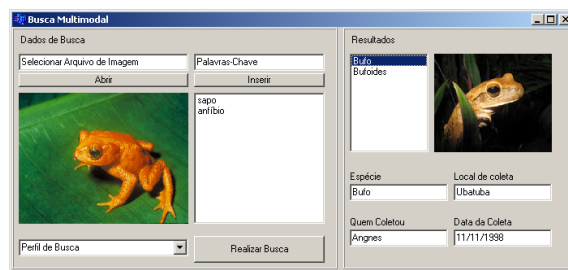 Busca Multimodal
Dados de Busca
Selecionar Arquivo de Imagem
Palavras-Chave
Abrir
Inserir
sapo
anfíbio
Perfil de Busca
Realizar Busca
Resultados
Bufo
Bufoides
Espécie
Local de coleta
Bufo
Ubatuba
Quem Coletou
Data da Coleta
Angnes
11/11/1998